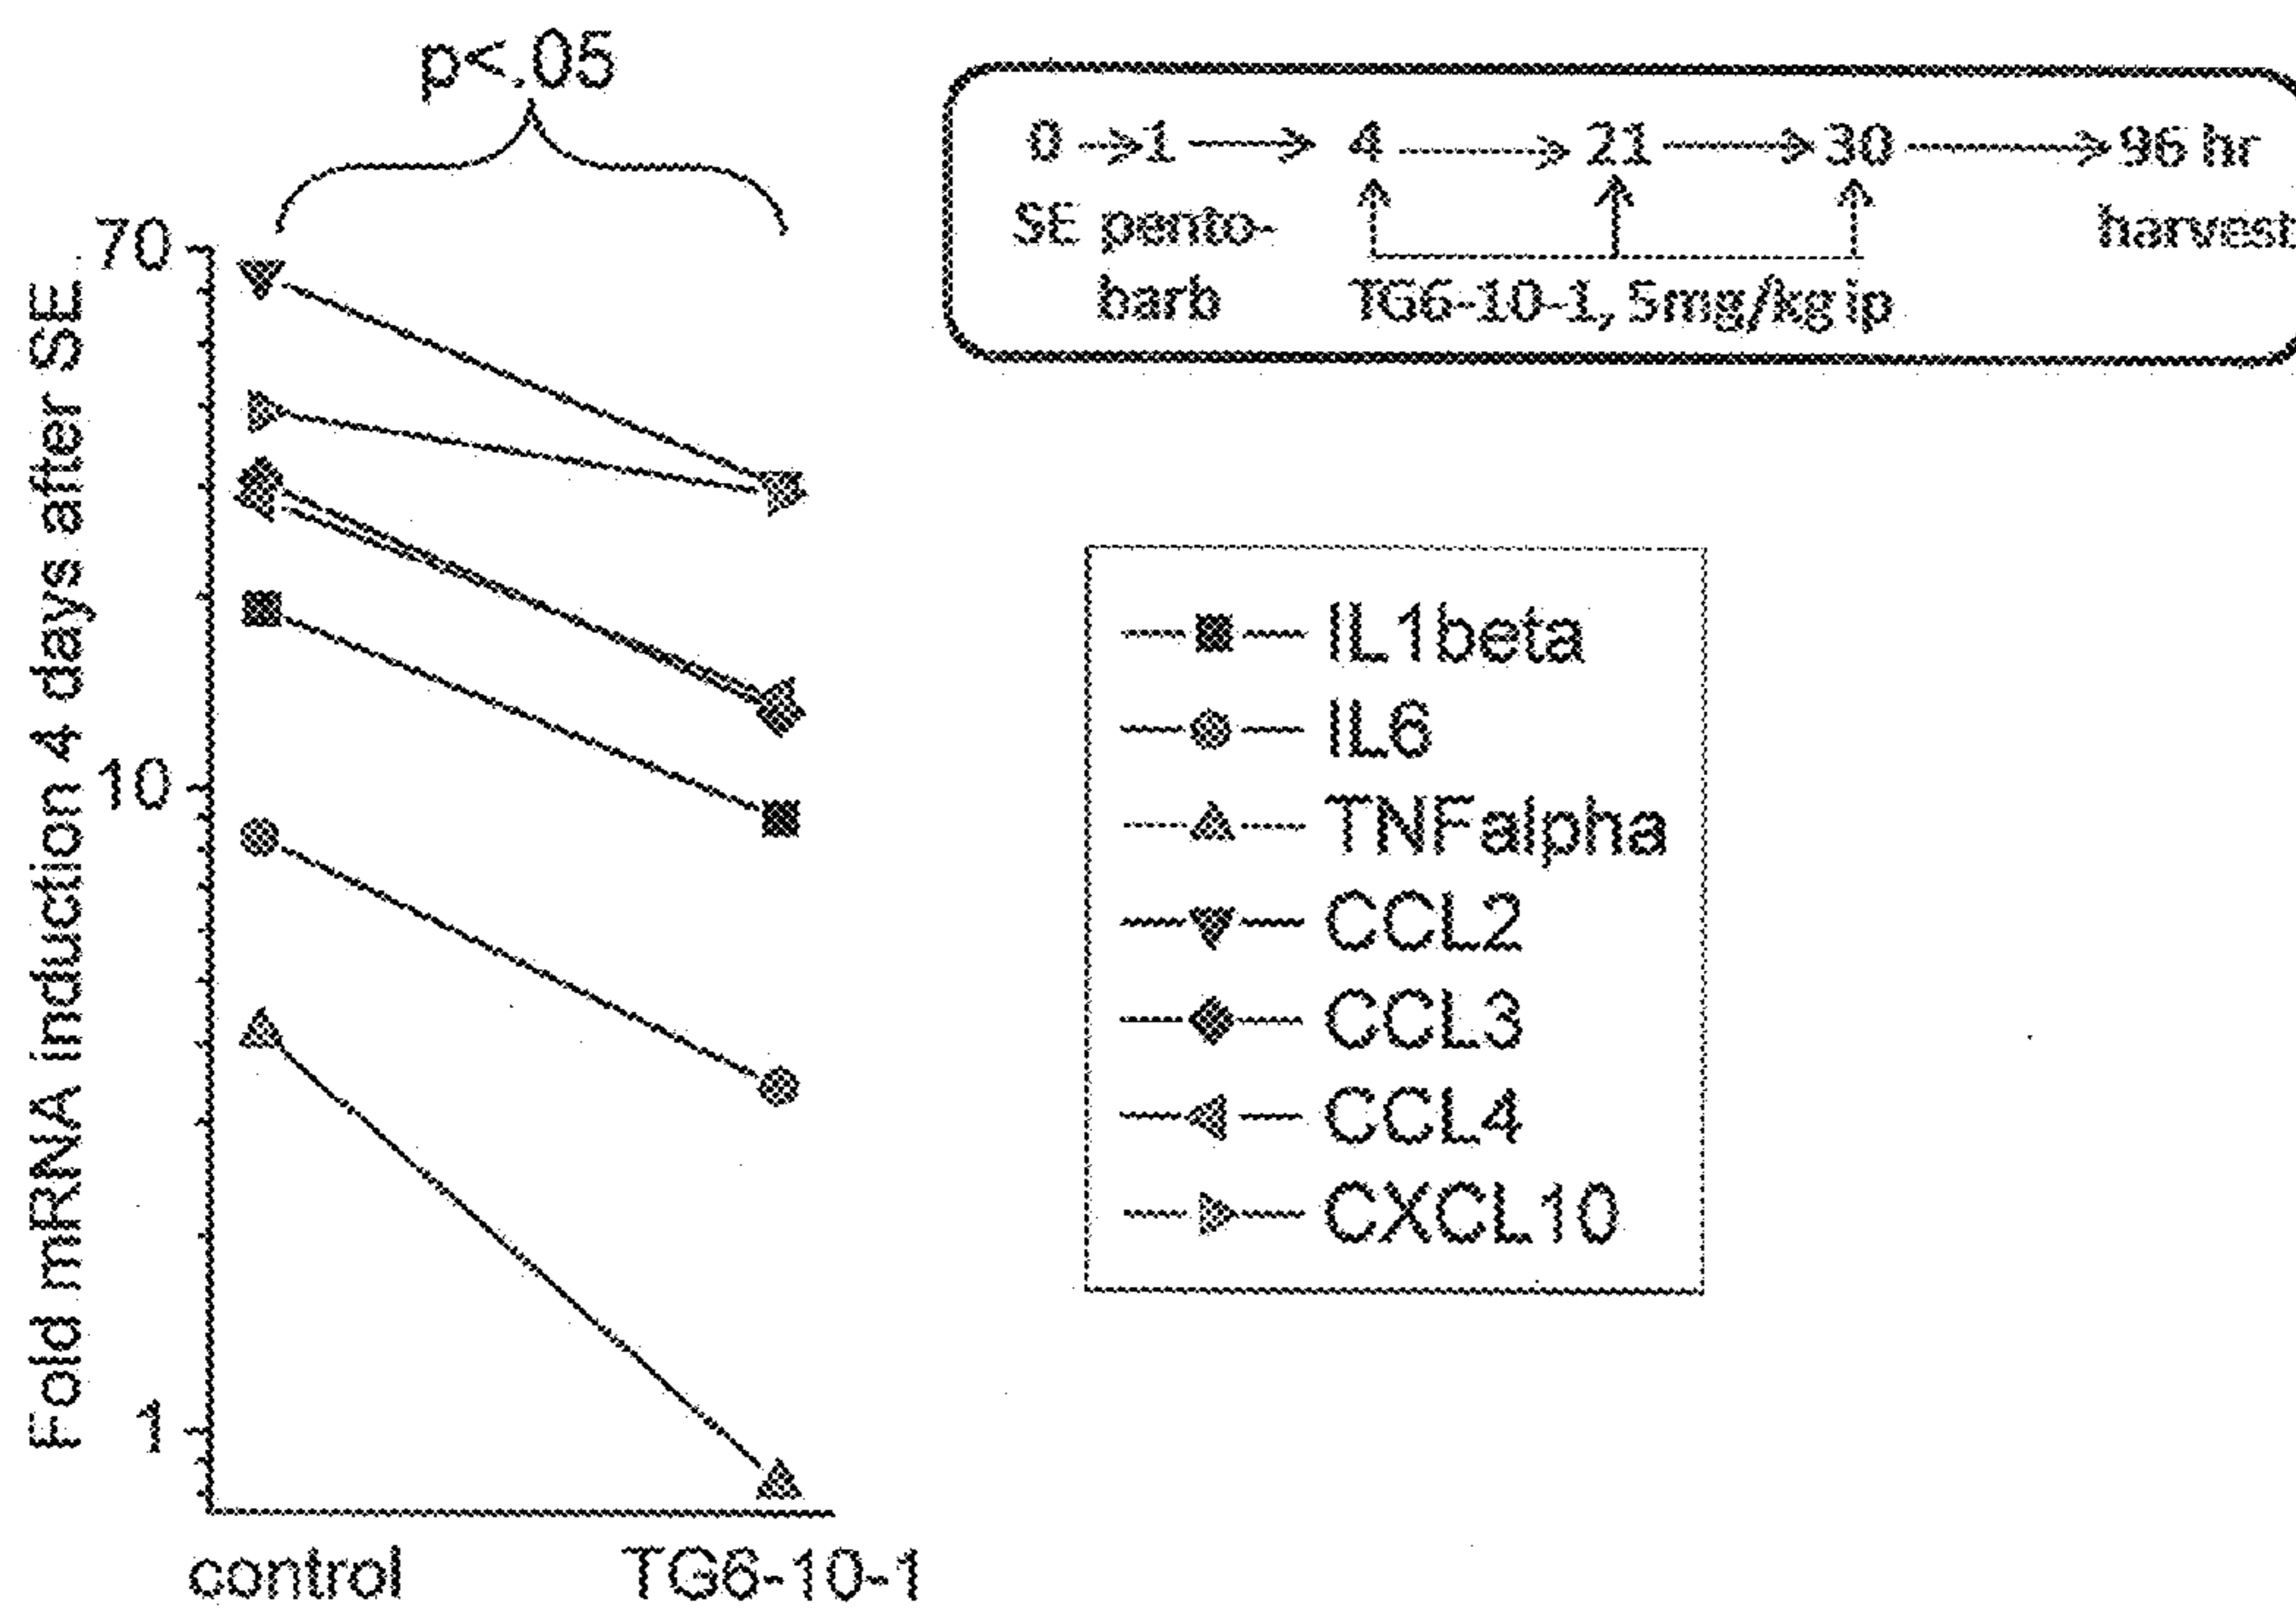 p<.05
0 → 1 → 4 → 21 → 30 → 96 hr
SE pento- harvest
barb TG6-10-1, 5mg/kg ip
Fold mRNA induction 4 days after SE
70
10
1
IL1beta
IL6
TNFalpha
CCL2
CCL3
CCL4
CXCL10
control TG6-10-1